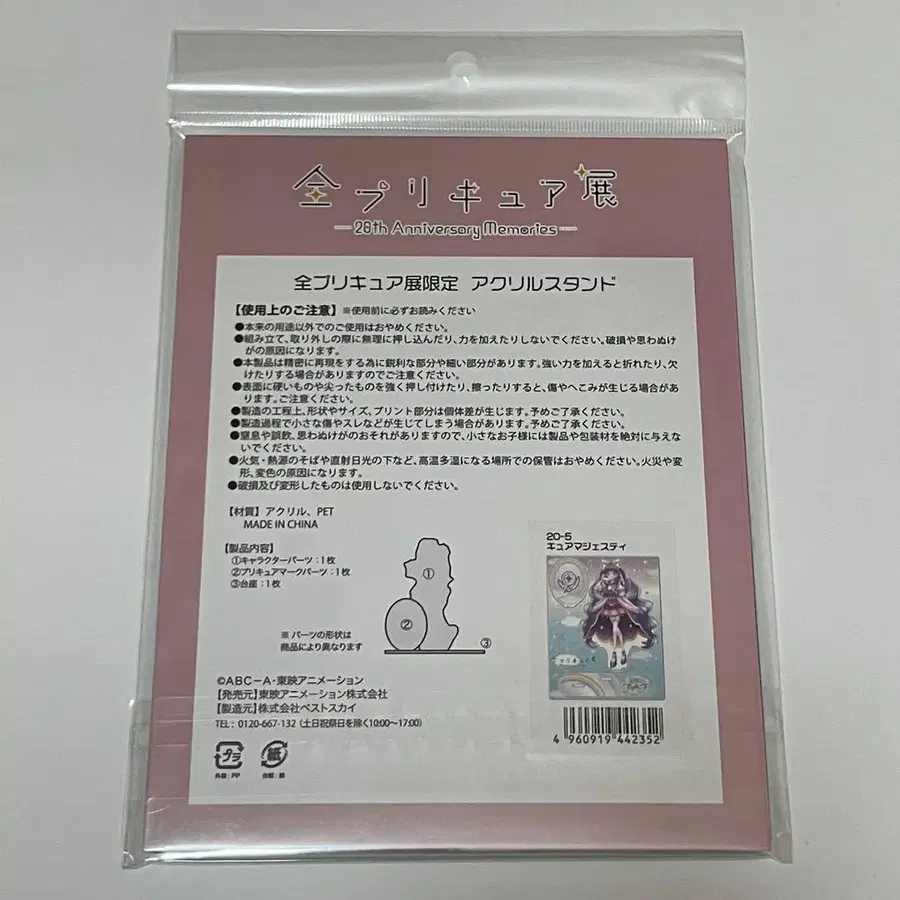 全プリキュア展
20th Anniversary Memories
全プリキュア展限定 アクリルスタンド
【使用上のご注意】※使用前に必ずお読みください
●本来の用途以外でのご使用はおやめください。
●組み立て、取り外しの際に無理に押し込んだり、力を加えたりしないでください。破損や思わぬけ
がの原因になります。
●本製品は精密に再現をする為に鋭利な部分や細い部分があります。強い力を加えると折れたり、欠
けたりする場合がありますのでご注意ください。
●表面に硬いものや尖ったものを強く押し付けたり、擦ったりすると、傷やへこみが生じる場合があ
ります。ご注意ください。
●製造の工程上、形状やサイズ、プリント部分は個体差が生じます。予めご了承ください。
●製造過程で小さな傷やスレなどが生じてしまう場合があります。予めご了承ください。
●窒息や誤飲、思わぬけがのおそれがありますので、小さなお子様には製品や包装材を絶対に与えな
いでください。
●火気・熱源のそばや直射日光の下など、高温多湿になる場所での保管はおやめください。火災や変
形、変色の原因になります。
●破損及び変形したものは使用しないでください。
【材質】アクリル、PET
MADE IN CHINA
【製品内容】
①キャラクターパーツ：1枚
②プリキュアマークパーツ：1枚
③台座：1枚
①
②
③
※ パーツの形状は
商品により異なります
20-5
キュアマジェスティ
©ABC-A・東映アニメーション
【発売元】東映アニメーション株式会社
【製造元】株式会社ベストスカイ
TEL：0120-667-132（土日祝祭日を除く10:00〜17:00）
プラ
紙
外袋：PP
台紙：紙
4 960919 442352